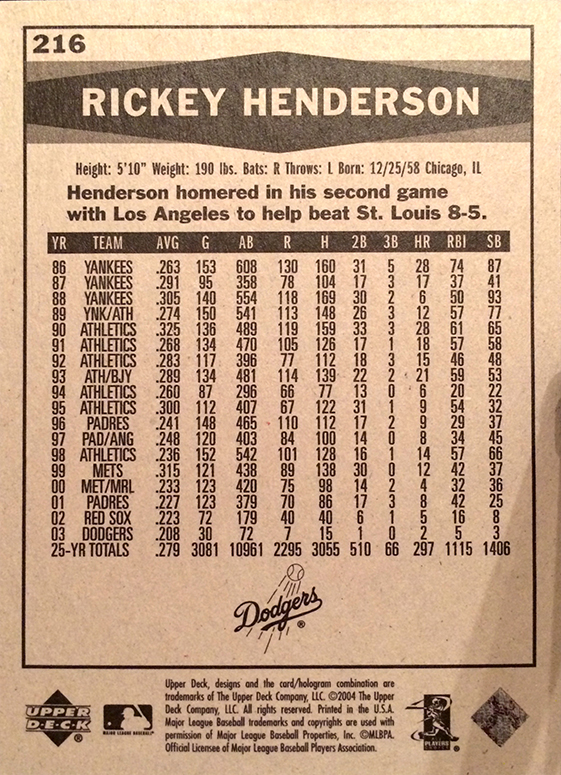 216
RICKEY HENDERSON
Height: 5'10" Weight: 190 lbs. Bats: R Throws: L Born: 12/25/58 Chicago, IL
Henderson homered in his second game
with Los Angeles to help beat St. Louis 8-5.
YR TEAM AVG G AB R H 2B 3B HR RBI SB
86 YANKEES .263 153 608 130 160 31 5 28 74 87
87 YANKEES .291 95 358 78 104 17 3 17 37 41
88 YANKEES .305 140 554 118 169 30 2 6 50 93
89 YNK/ATH .274 150 541 113 148 26 3 12 57 77
90 ATHLETICS .325 136 489 119 159 33 3 28 61 65
91 ATHLETICS .268 134 470 105 126 17 1 18 57 58
92 ATHLETICS .283 117 396 77 112 18 3 15 46 48
93 ATH/BJY .289 134 481 114 139 22 2 21 59 53
94 ATHLETICS .260 87 296 66 77 13 0 6 20 22
95 ATHLETICS .300 112 407 67 122 31 1 9 54 32
96 PADRES .241 148 465 110 112 17 2 9 29 37
97 PAD/ANG .248 120 403 84 100 14 0 8 34 45
98 ATHLETICS .236 152 542 101 128 16 1 14 57 66
99 METS .315 121 438 89 138 30 0 12 42 37
00 MET/MRL .233 123 420 75 98 14 2 4 32 36
01 PADRES .227 123 379 70 86 17 3 8 42 25
02 RED SOX .223 72 179 40 40 6 1 5 16 8
03 DODGERS .208 30 72 7 15 1 0 2 5 3
25-YR TOTALS .279 3081 10961 2295 3055 510 66 297 1115 1406
Dodgers ®
Upper Deck, designs and the card/hologram combination are
trademarks of The Upper Deck Company, LLC. ©2004 The Upper
Deck Company, LLC. All rights reserved. Printed in the U.S.A.
Major League Baseball trademarks and copyrights are used with
permission of Major League Baseball Properties, Inc. ©MLBPA.
Official Licensee of Major League Baseball Players Association.
UPPER
DECK ®
MAJOR LEAGUE BASEBALL
PLAYERS